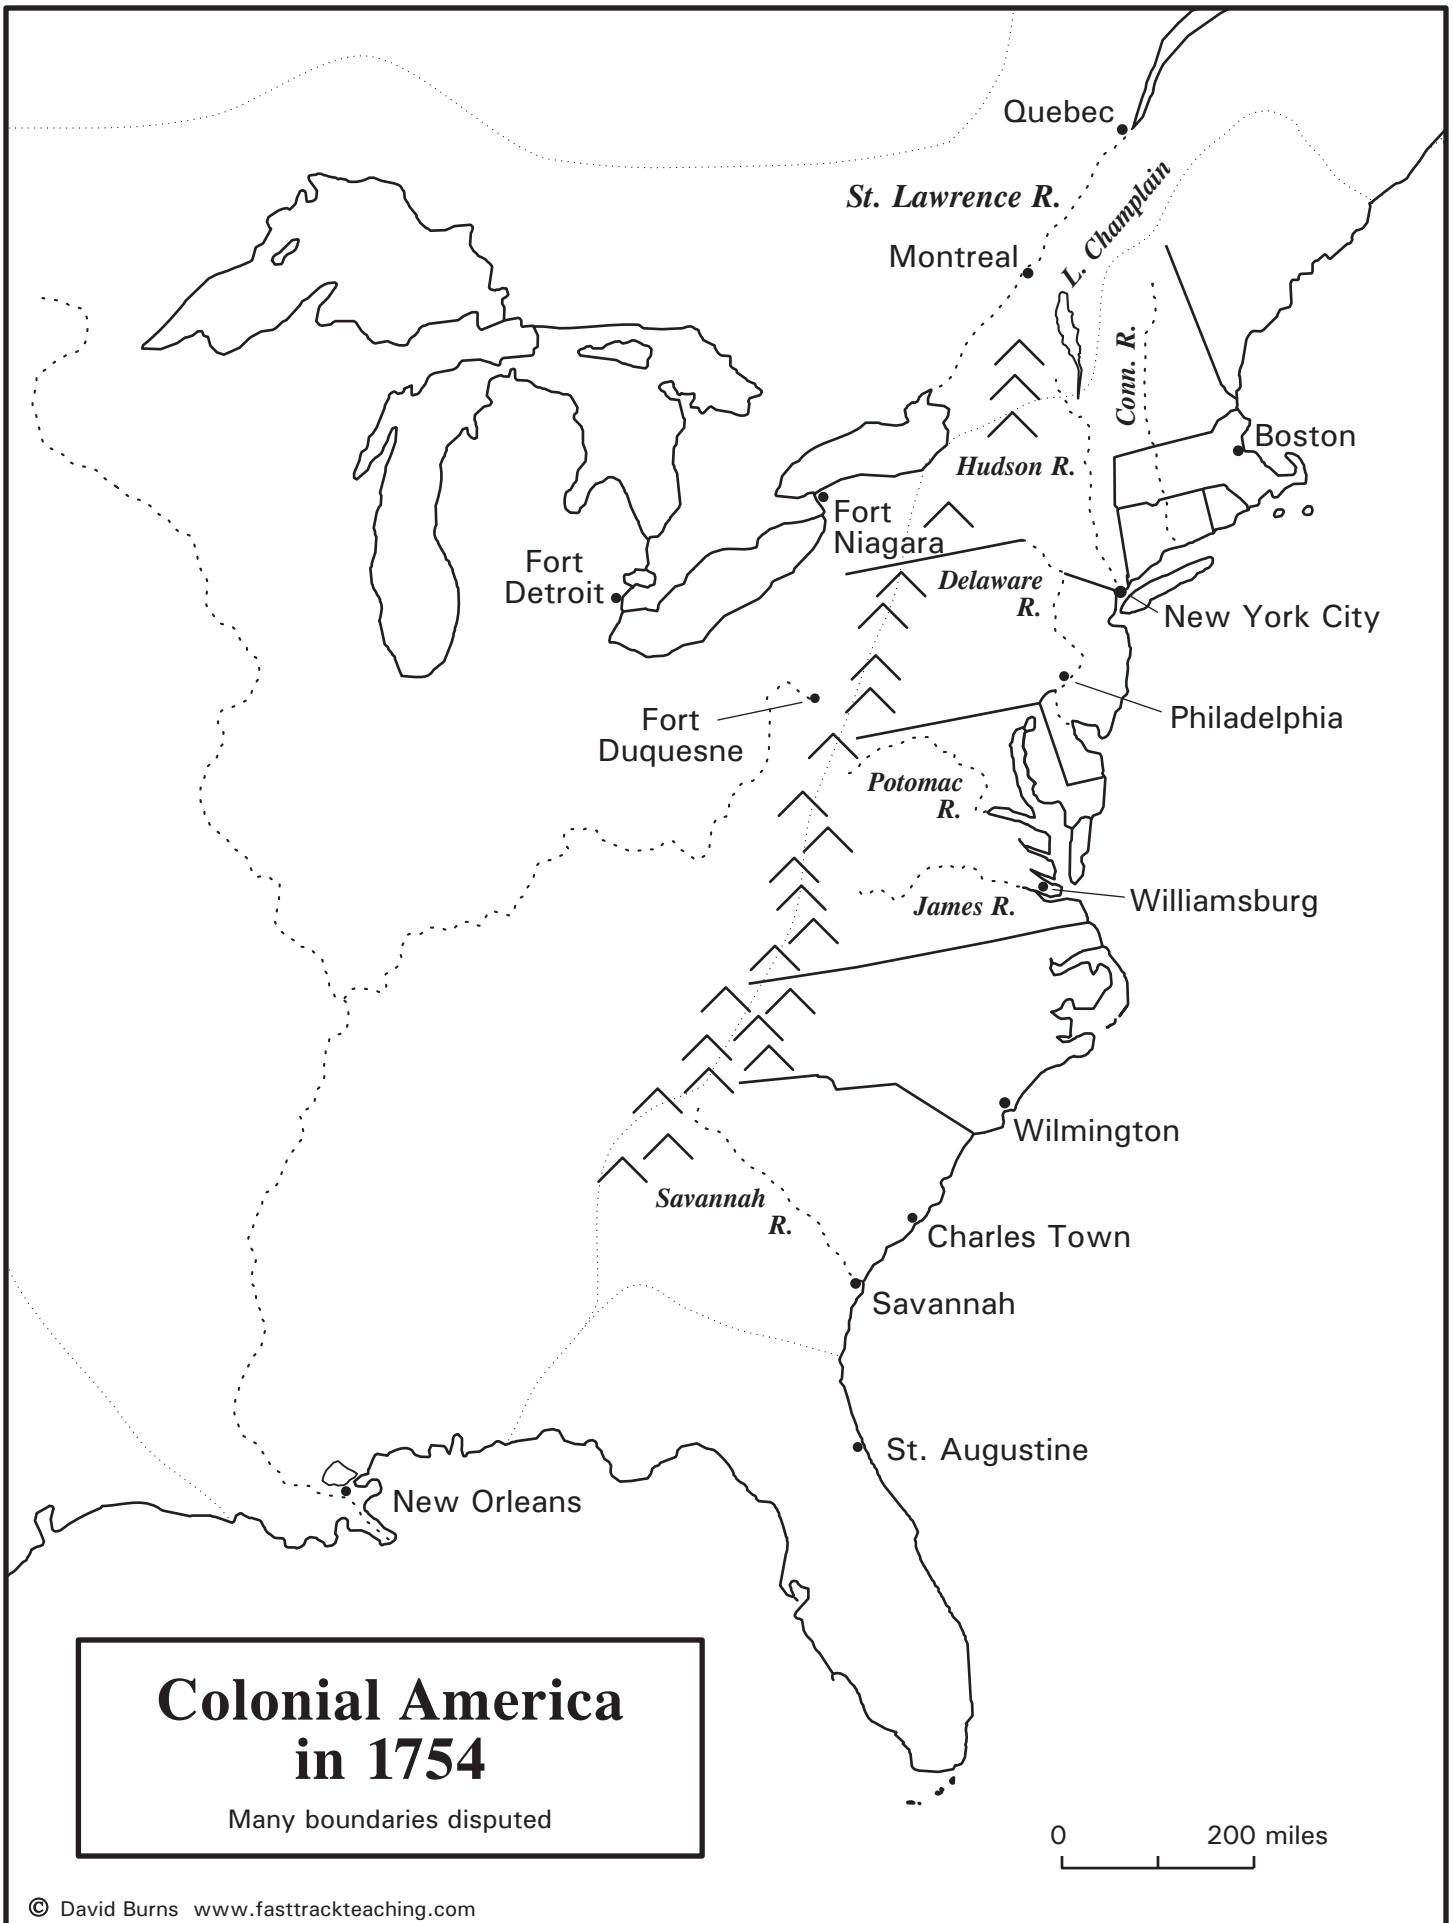 Quebec
St. Lawrence R.
L. Champlain
Montreal
Conn. R.
Boston
Hudson R.
Fort
Niagara
Fort
Detroit
Delaware
R.
New York City
Fort
Duquesne
Philadelphia
Potomac
R.
James R.
Williamsburg
Wilmington
Savannah
R.
Charles Town
Savannah
St. Augustine
New Orleans
Colonial America
in 1754
Many boundaries disputed
0 200 miles
© David Burns www.fasttrackteaching.com